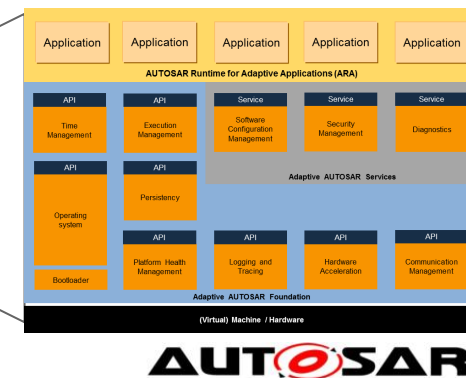 Application Application Application Application Application
AUTOSAR Runtime for Adaptive Applications (ARA)
API API Service Service Service
Time Management
Execution Management
Software Configuration Management
Security Management
Diagnostics
Adaptive AUTOSAR Services
API API
Operating system
Persistency
API API API API
Platform Health Management
Logging and Tracing
Hardware Acceleration
Communication Management
Bootloader
Adaptive AUTOSAR Foundation
(Virtual) Machine / Hardware
AUTOSAR